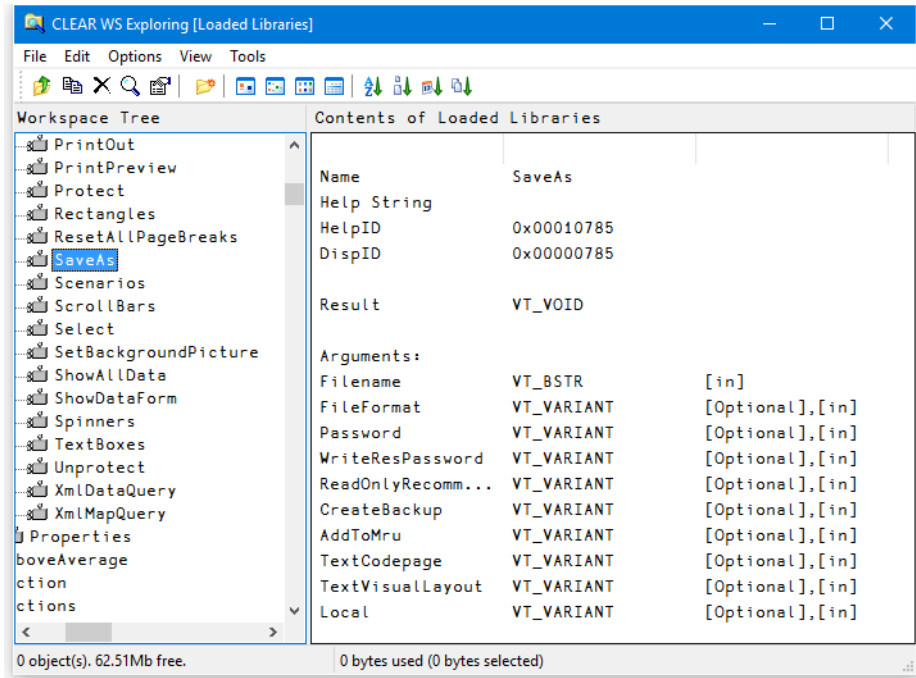 CLEAR WS Exploring [Loaded Libraries]
File Edit Options View Tools
Workspace Tree
PrintOut
PrintPreview
Protect
Rectangles
ResetAllPageBreaks
SaveAs
Scenarios
ScrollBars
Select
SetBackgroundPicture
ShowAllData
ShowDataForm
Spinners
TextBoxes
Unprotect
XmlDataQuery
XmlMapQuery
Properties
boveAverage
ction
ctions
Contents of Loaded Libraries
Name SaveAs
Help String
HelpID 0x00010785
DispID 0x00000785
Result VT_VOID
Arguments:
Filename VT_BSTR [in]
FileFormat VT_VARIANT [Optional],[in]
Password VT_VARIANT [Optional],[in]
WriteResPassword VT_VARIANT [Optional],[in]
ReadOnlyRecomm... VT_VARIANT [Optional],[in]
CreateBackup VT_VARIANT [Optional],[in]
AddToMru VT_VARIANT [Optional],[in]
TextCodepage VT_VARIANT [Optional],[in]
TextVisualLayout VT_VARIANT [Optional],[in]
Local VT_VARIANT [Optional],[in]
0 object(s). 62.51Mb free.
0 bytes used (0 bytes selected)